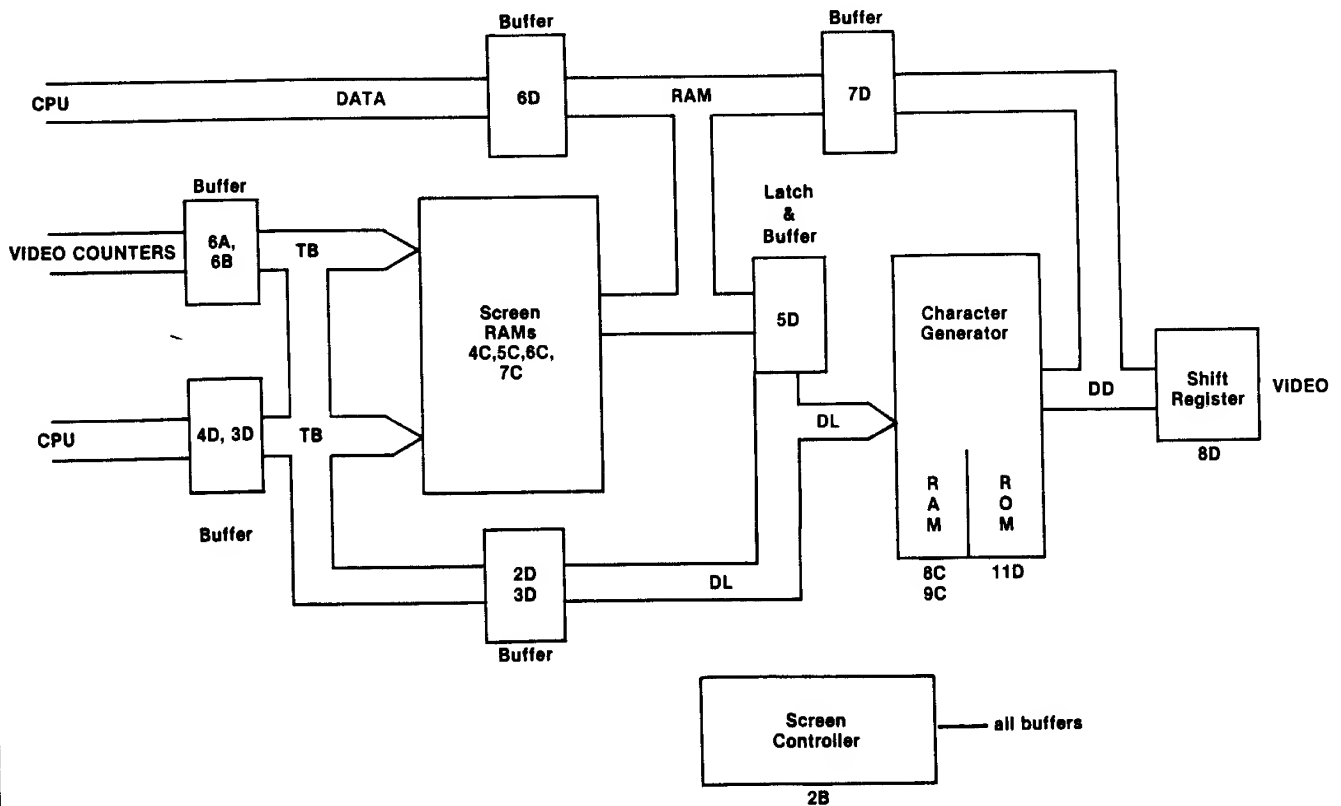 Buffer
Buffer
CPU
DATA
6D
RAM
7D
Buffer
Latch
&
Buffer
VIDEO COUNTERS
6A,
6B
TB
Screen
RAMs
4C,5C,6C,
7C
5D
Character
Generator
CPU
4D, 3D
TB
DL
DD
Shift
Register
VIDEO
8D
Buffer
R
A
M
R
O
M
8C
9C
11D
2D
3D
DL
Buffer
Screen
Controller
all buffers
2B